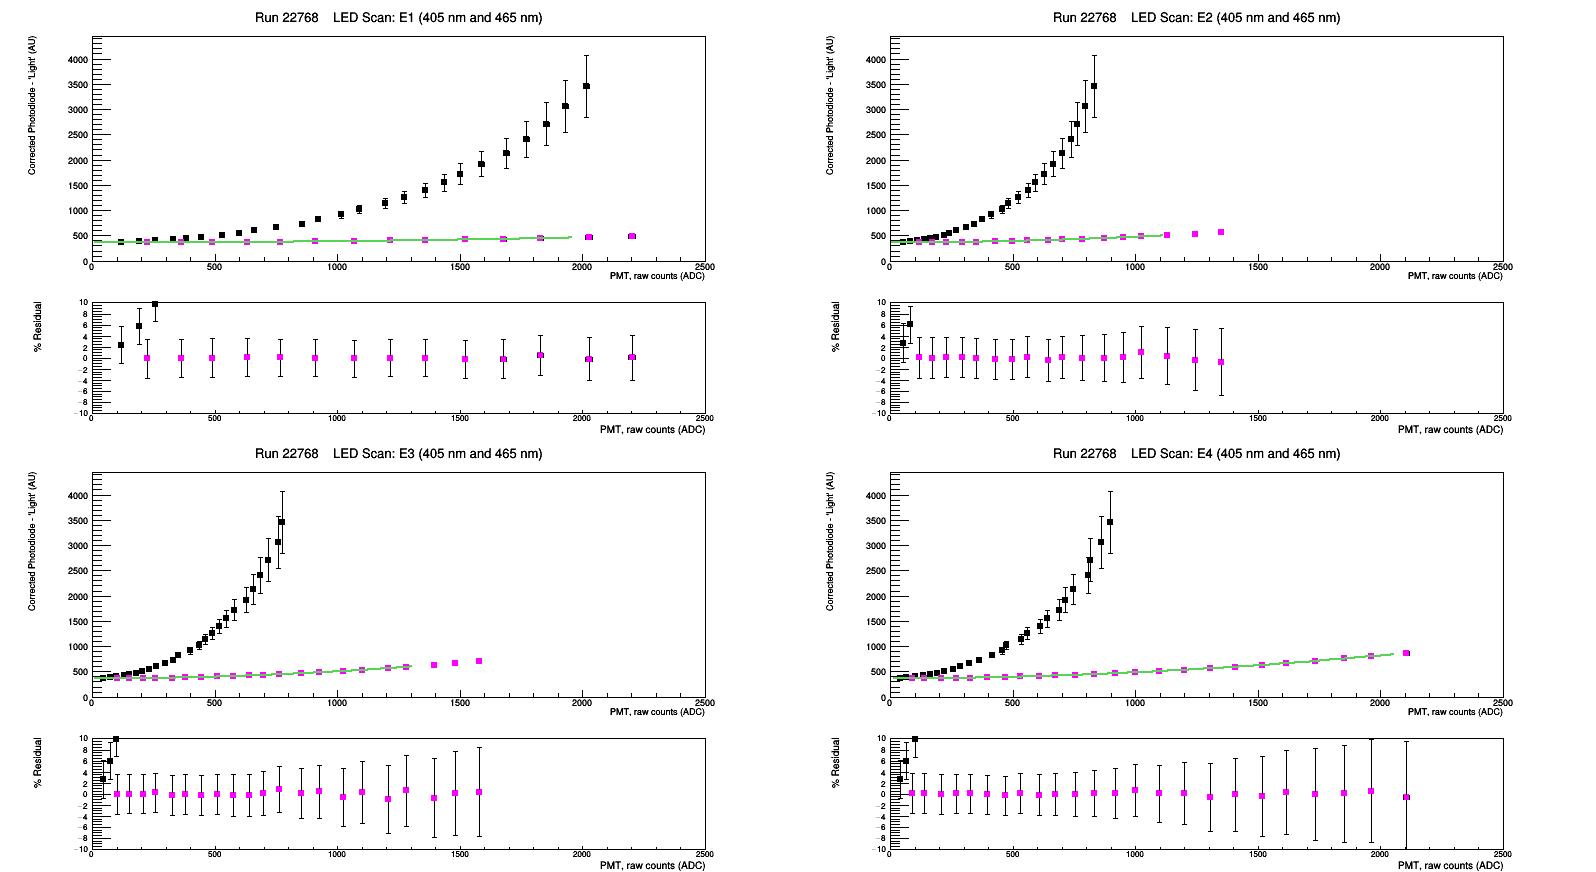 Run 22768    LED Scan: E1 (405 nm and 465 nm)
Corrected Photodiode - 'Light' (AU)
4000
3500
3000
2500
2000
1500
1000
500
0
0 500 1000 1500 2000 2500
PMT, raw counts (ADC)
% Residual
10
8
6
4
2
0
−2
−4
−6
−8
−10
0 500 1000 1500 2000 2500
PMT, raw counts (ADC)
Run 22768    LED Scan: E2 (405 nm and 465 nm)
Corrected Photodiode - 'Light' (AU)
4000
3500
3000
2500
2000
1500
1000
500
0
0 500 1000 1500 2000 2500
PMT, raw counts (ADC)
% Residual
10
8
6
4
2
0
−2
−4
−6
−8
−10
0 500 1000 1500 2000 2500
PMT, raw counts (ADC)
Run 22768    LED Scan: E3 (405 nm and 465 nm)
Corrected Photodiode - 'Light' (AU)
4000
3500
3000
2500
2000
1500
1000
500
0
0 500 1000 1500 2000 2500
PMT, raw counts (ADC)
% Residual
10
8
6
4
2
0
−2
−4
−6
−8
−10
0 500 1000 1500 2000 2500
PMT, raw counts (ADC)
Run 22768    LED Scan: E4 (405 nm and 465 nm)
Corrected Photodiode - 'Light' (AU)
4000
3500
3000
2500
2000
1500
1000
500
0
0 500 1000 1500 2000 2500
PMT, raw counts (ADC)
% Residual
10
8
6
4
2
0
−2
−4
−6
−8
−10
0 500 1000 1500 2000 2500
PMT, raw counts (ADC)